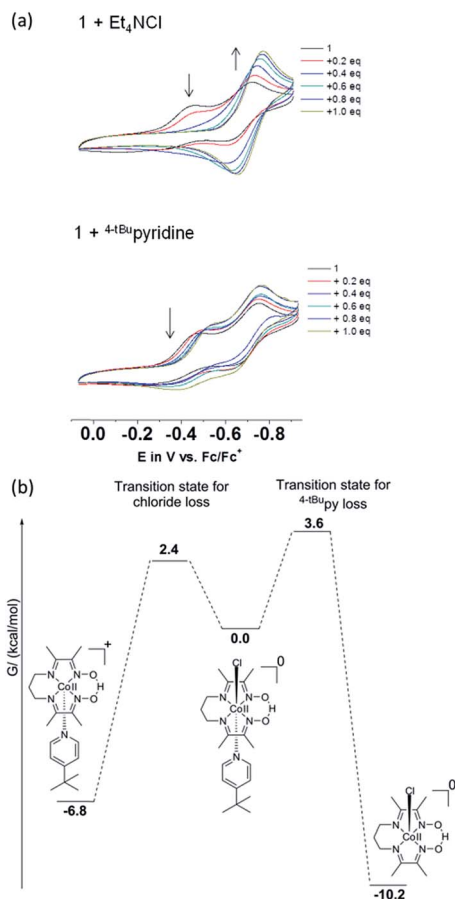 (a)
1 + Et₄NCl
1
+0.2 eq
+0.4 eq
+0.6 eq
+0.8 eq
+1.0 eq
1 + ⁴⁻ᵗᴮᵘpyridine
1
+ 0.2 eq
+ 0.4 eq
+ 0.6 eq
+ 0.8 eq
+ 1.0 eq
0.0 -0.2 -0.4 -0.6 -0.8
E in V vs. Fc/Fc⁺
(b)
Transition state for
chloride loss
Transition state for
⁴⁻ᵗᴮᵘpy loss
2.4
3.6
0.0
G/ (kcal/mol)
+
N N O
CoII H
N N O
N
-6.8
Cl
0
N N O
CoII H
N N O
N
Cl
0
N N O
CoII H
N N O
-10.2